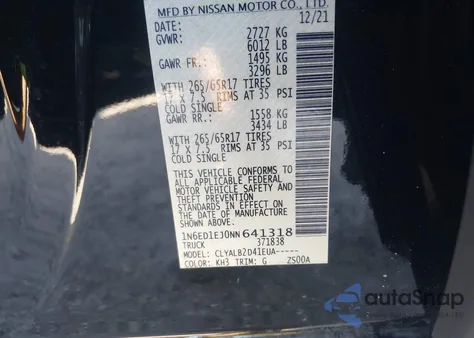 MFD BY NISSAN MOTOR CO., LTD.
DATE: 12/21
GVWR: 2727 KG
6012 LB
GAWR FR: 1495 KG
3296 LB
WITH 265/65R17 TIRES
17 X 7.5 RIMS AT 35 PSI
COLD SINGLE
GAWR RR.: 1558 KG
3434 LB
WITH 265/65R17 TIRES
17 X 7.5 RIMS AT 35 PSI
COLD SINGLE
THIS VEHICLE CONFORMS TO
ALL APPLICABLE FEDERAL
MOTOR VEHICLE SAFETY AND
THEFT PREVENTION
STANDARDS IN EFFECT ON
THE DATE OF MANUFACTURE
SHOWN ABOVE.
1N6ED1EJ0NN641318
TRUCK 371838
MODEL: CLYALBZD41EUA-----
COLOR: KH3 TRIM: G ZS00A
autoSnap